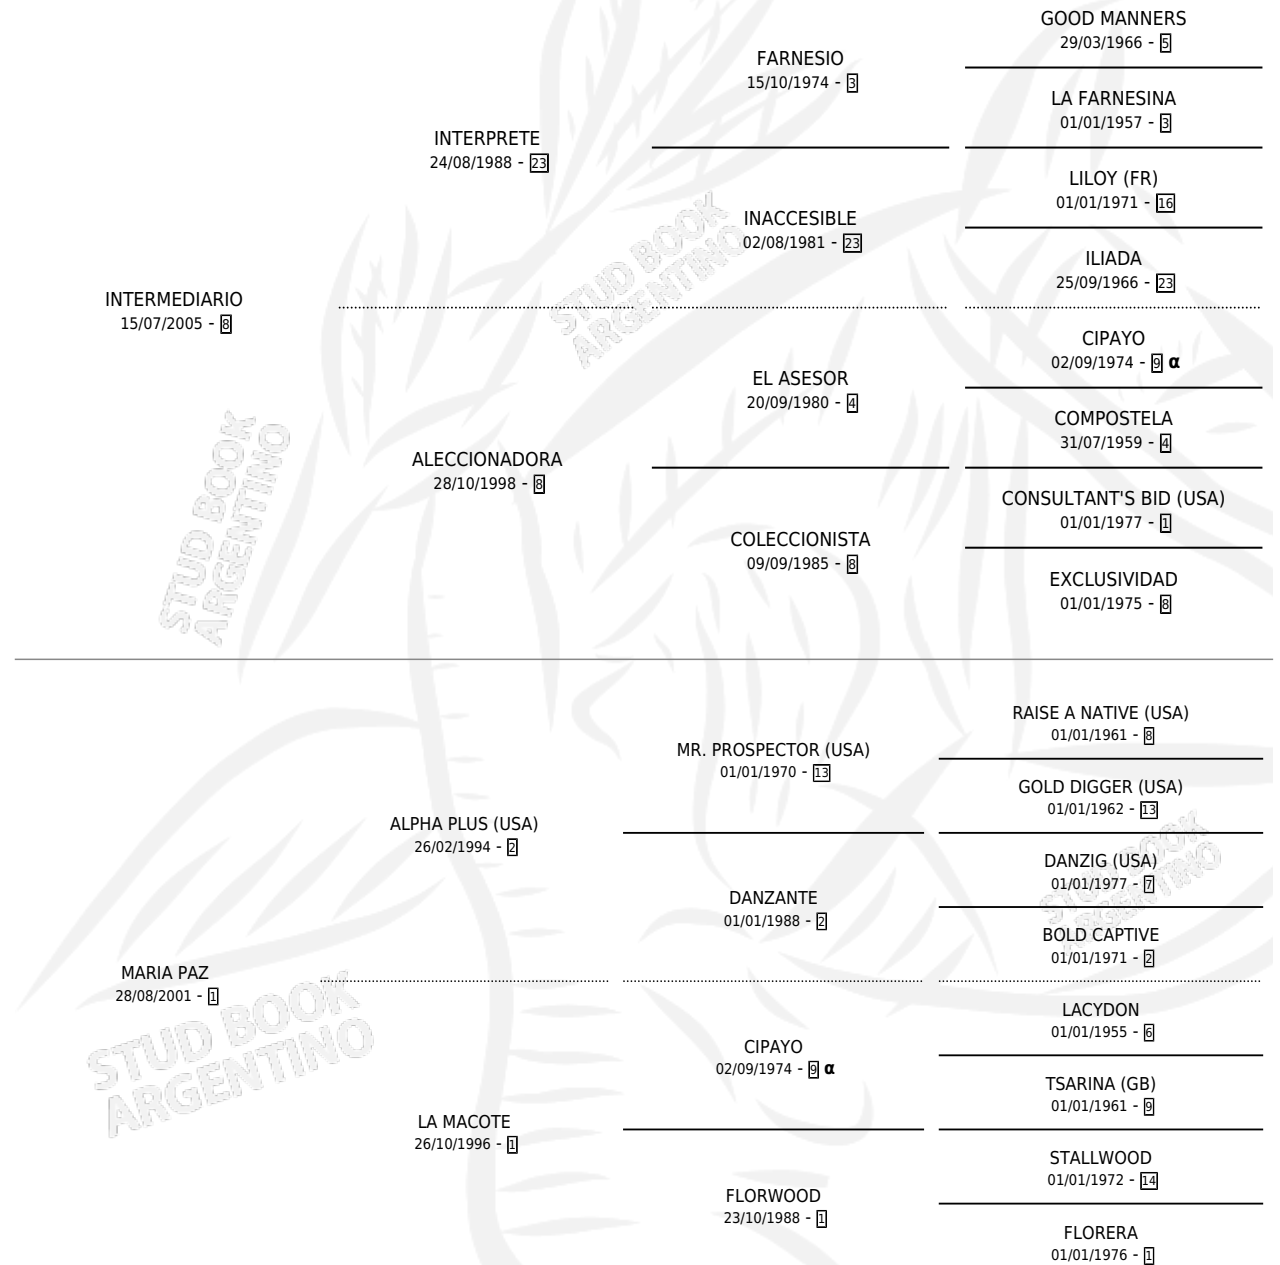 GOOD MANNERS
29/03/1966 - 5
FARNESIO
15/10/1974 - 3
LA FARNESINA
01/01/1957 - 3
INTERPRETE
24/08/1988 - 23
LILOY (FR)
01/01/1971 - 16
INACCESIBLE
02/08/1981 - 23
ILIADA
25/09/1966 - 23
INTERMEDIARIO
15/07/2005 - 8
CIPAYO
02/09/1974 - 9 α
EL ASESOR
20/09/1980 - 4
COMPOSTELA
31/07/1959 - 4
ALECCIONADORA
28/10/1998 - 8
CONSULTANT'S BID (USA)
01/01/1977 - 1
COLECCIONISTA
09/09/1985 - 8
EXCLUSIVIDAD
01/01/1975 - 8
RAISE A NATIVE (USA)
01/01/1961 - 8
MR. PROSPECTOR (USA)
01/01/1970 - 13
GOLD DIGGER (USA)
01/01/1962 - 13
ALPHA PLUS (USA)
26/02/1994 - 2
DANZIG (USA)
01/01/1977 - 7
DANZANTE
01/01/1988 - 2
BOLD CAPTIVE
01/01/1971 - 2
MARIA PAZ
28/08/2001 - 1
LACYDON
01/01/1955 - 6
CIPAYO
02/09/1974 - 9 α
TSARINA (GB)
01/01/1961 - 9
LA MACOTE
26/10/1996 - 1
STALLWOOD
01/01/1972 - 14
FLORWOOD
23/10/1988 - 1
FLORERA
01/01/1976 - 1
STUD BOOK
ARGENTINO
STUD BOOK
ARGENTINO
STUD BOOK
ARGENTINO
STUD BOOK
ARGENTINO